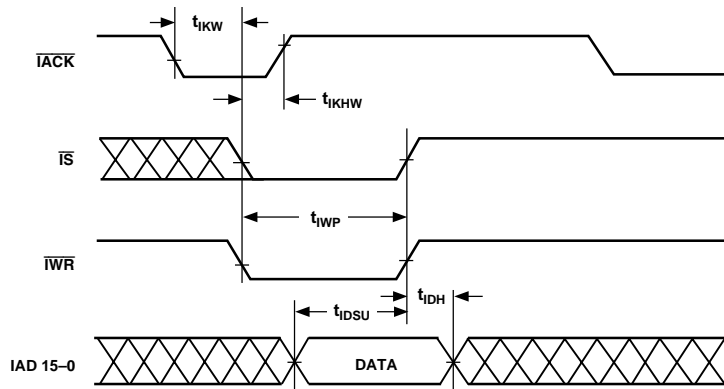 tIKW
IACK
tIKHW
IS
tIWP
IWR
tIDH
tIDSU
IAD 15–0
DATA